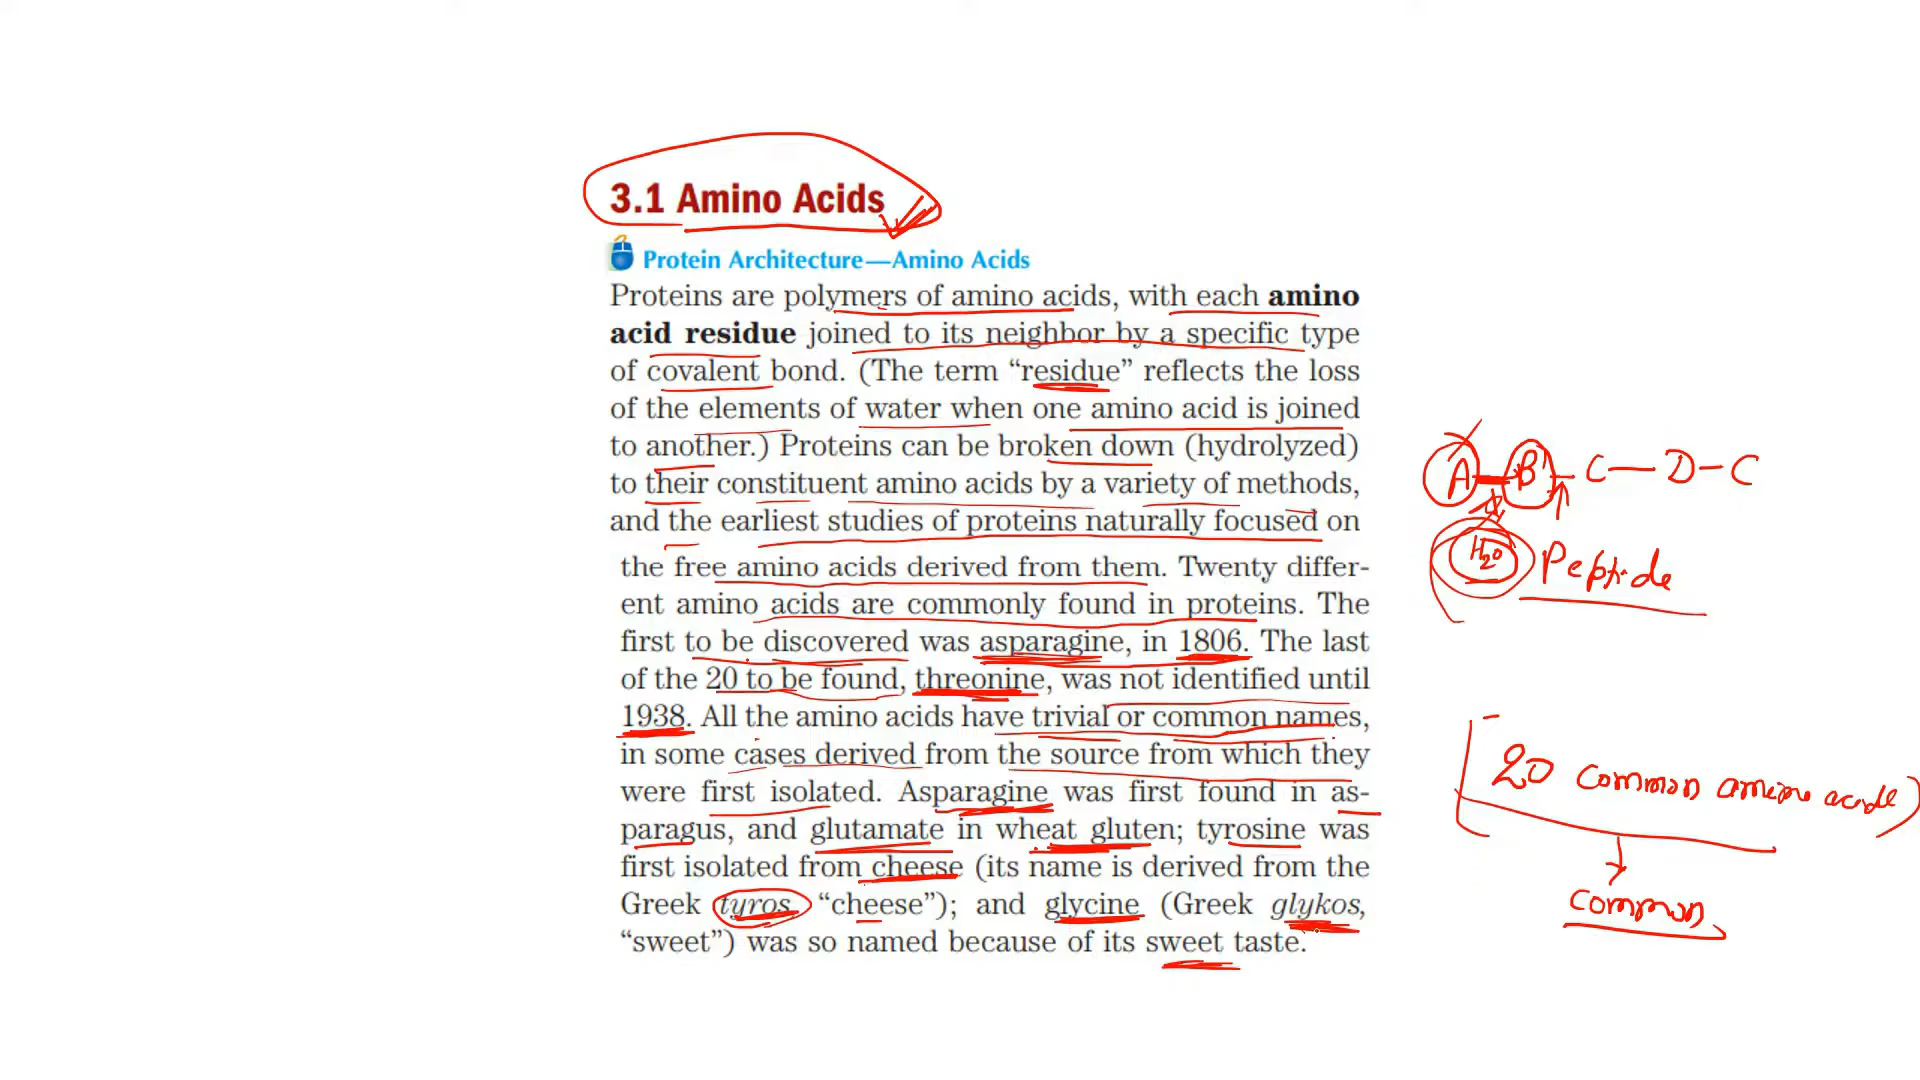 3.1 Amino Acids
Protein Architecture—Amino Acids
Proteins are polymers of amino acids, with each amino
acid residue joined to its neighbor by a specific type
of covalent bond. (The term “residue” reflects the loss
of the elements of water when one amino acid is joined
to another.) Proteins can be broken down (hydrolyzed)
to their constituent amino acids by a variety of methods,
and the earliest studies of proteins naturally focused on
the free amino acids derived from them. Twenty differ-
ent amino acids are commonly found in proteins. The
first to be discovered was asparagine, in 1806. The last
of the 20 to be found, threonine, was not identified until
1938. All the amino acids have trivial or common names,
in some cases derived from the source from which they
were first isolated. Asparagine was first found in as-
paragus, and glutamate in wheat gluten; tyrosine was
first isolated from cheese (its name is derived from the
Greek tyros, “cheese”); and glycine (Greek glykos,
“sweet”) was so named because of its sweet taste.
A — B — C — D — C
H2O
Peptide
20 common amino acids)
common